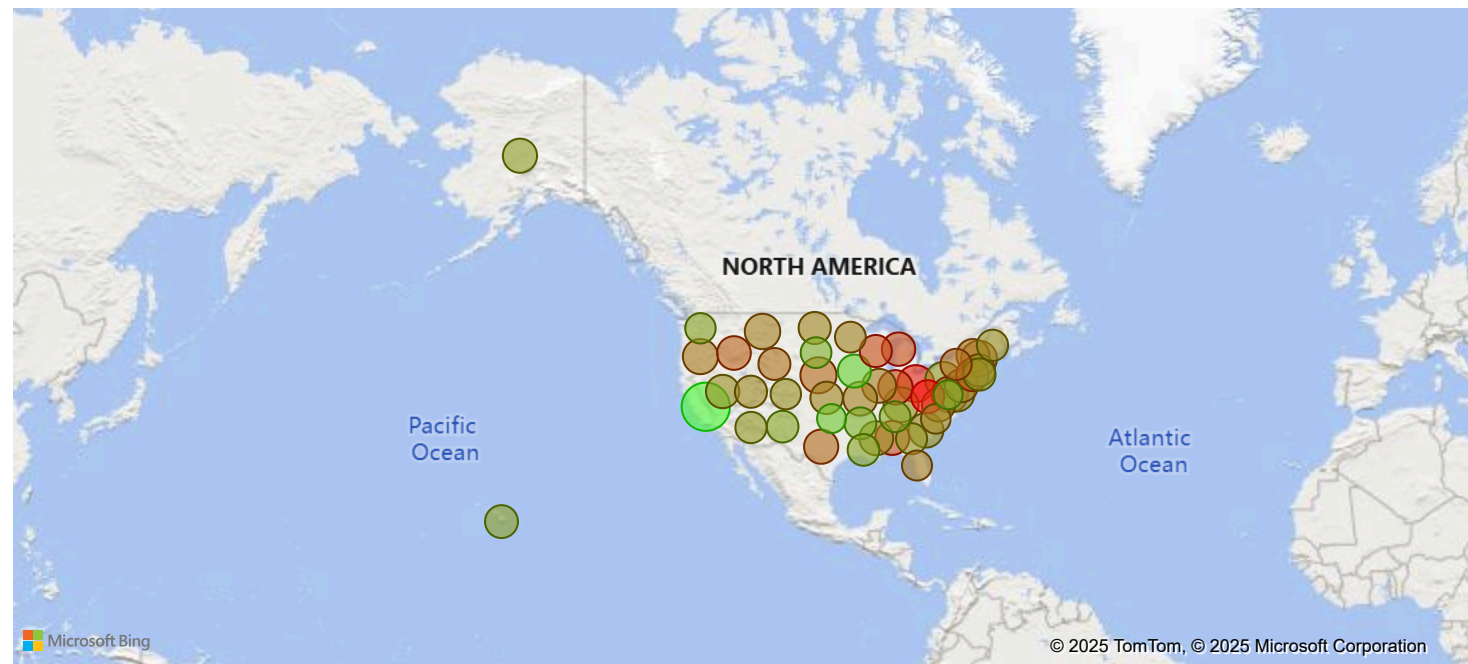 NORTH AMERICA
Pacific
Ocean
Atlantic
Ocean
Microsoft Bing
© 2025 TomTom, © 2025 Microsoft Corporation